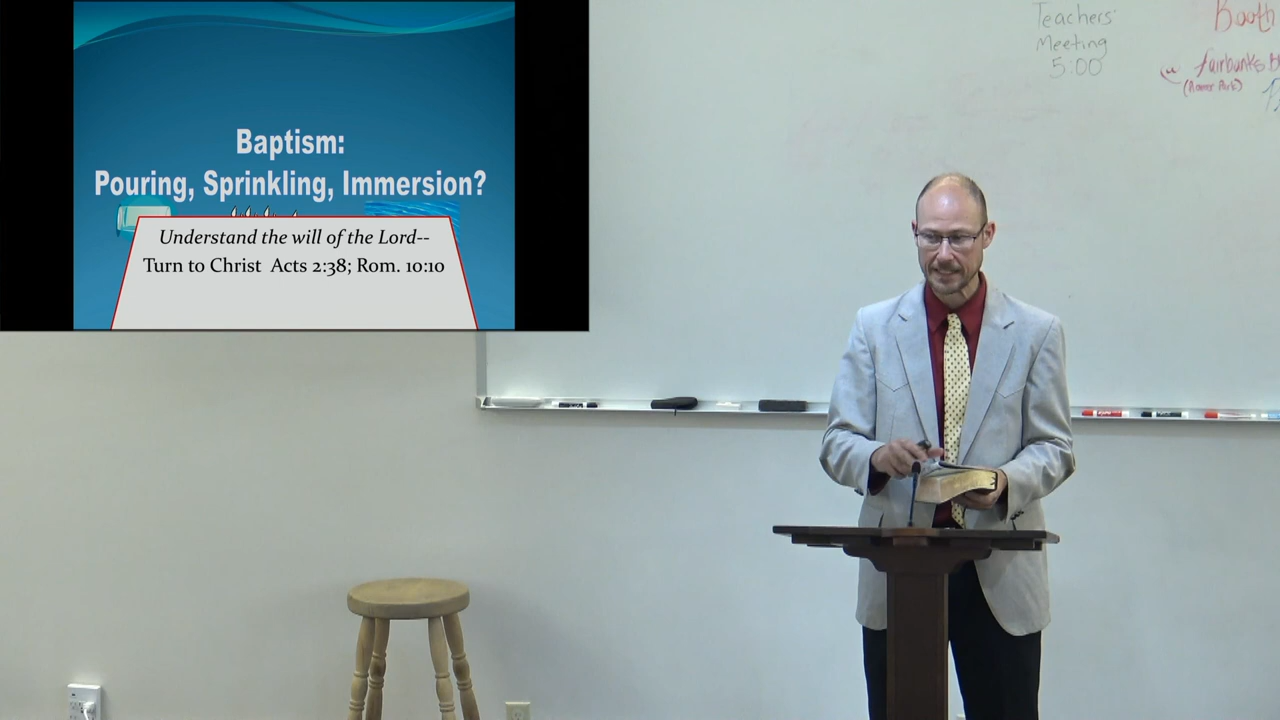 Baptism:
Pouring, Sprinkling, Immersion?
Understand the will of the Lord--
Turn to Christ Acts 2:38; Rom. 10:10
Teachers'
Meeting
5:00
Booth
Fairbanks